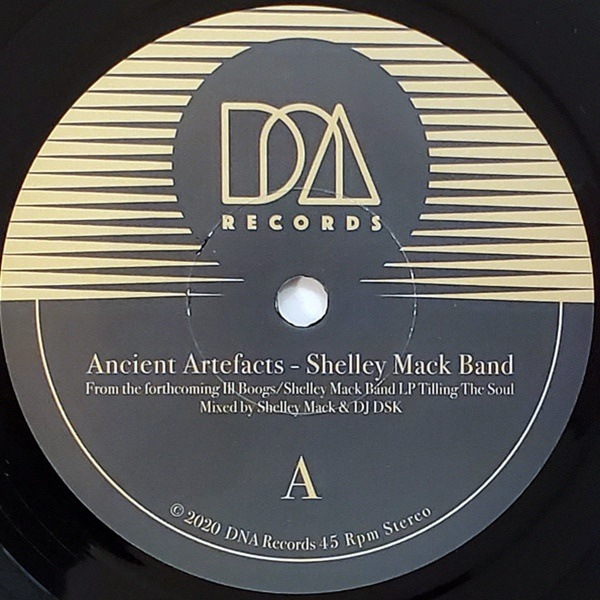 DNA
RECORDS
Ancient Artefacts - Shelley Mack Band
From the forthcoming Ill Boogs/Shelley Mack Band LP Tilling The Soul
Mixed by Shelley Mack & DJ DSK
A
© 2020 DNA Records 45 Rpm Stereo